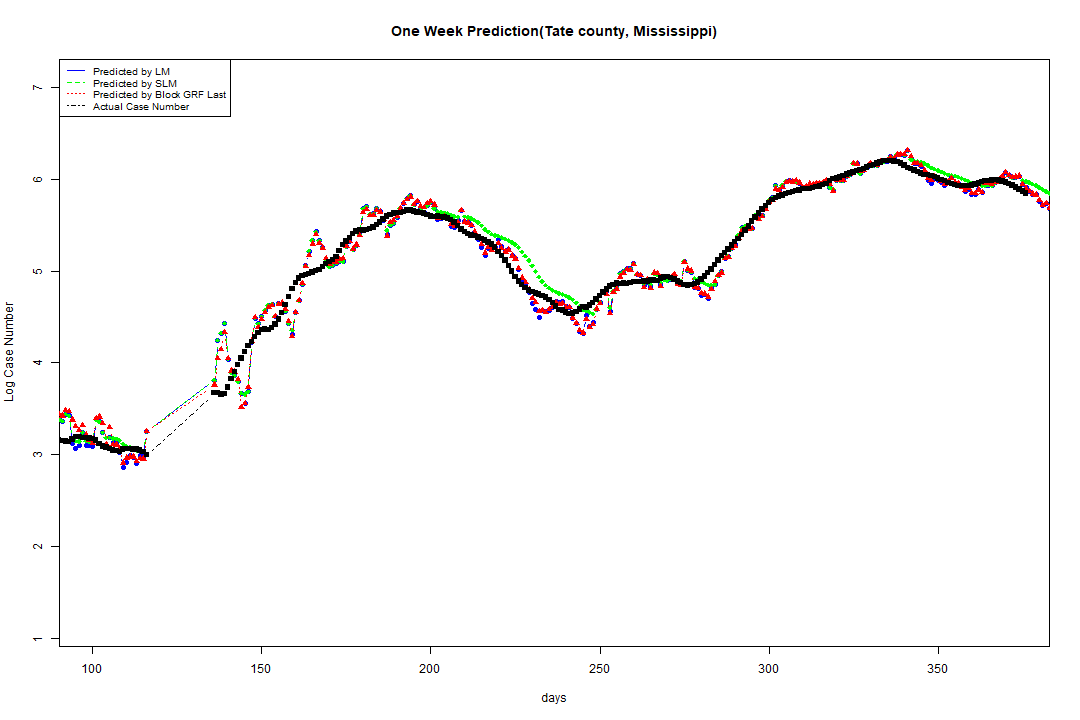 One Week Prediction(Tate county, Mississippi)
Predicted by LM
Predicted by SLM
Predicted by Block GRF Last
Actual Case Number
7
6
5
4
3
2
1
Log Case Number
100 150 200 250 300 350
days